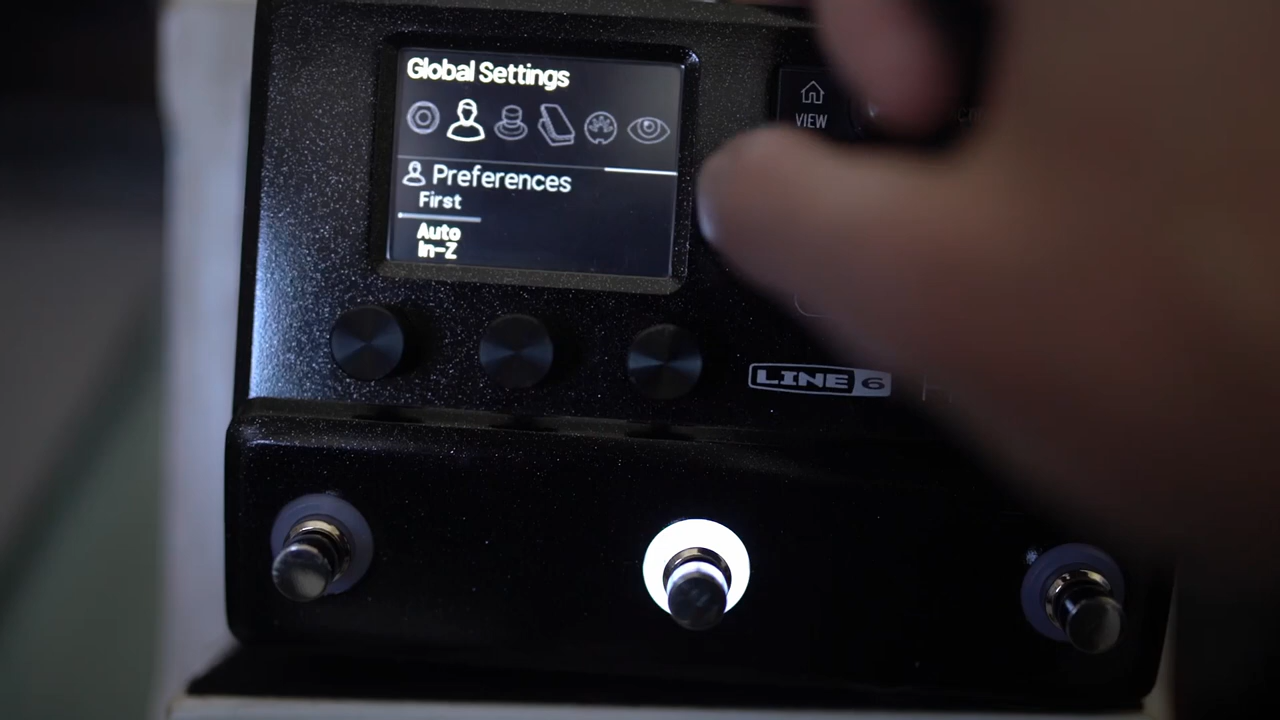 Global Settings
VIEW
Preferences
First
Auto
In-Z
LINE 6